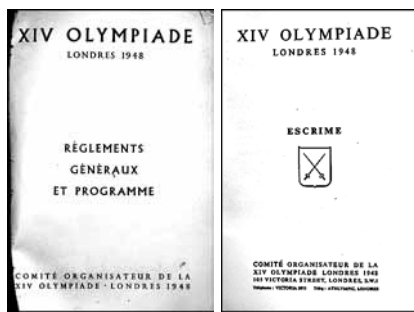 XIV OLYMPIADE
LONDRES 1948
RÈGLEMENTS
GÉNÉRAUX
ET PROGRAMME
COMITÉ ORGANISATEUR DE LA
XIV OLYMPIADE · LONDRES 1948
XIV OLYMPIADE
LONDRES 1948
ESCRIME
COMITÉ ORGANISATEUR DE LA
XIV OLYMPIADE LONDRES 1948
VICTORIA STREET, LONDRES, S.W.1